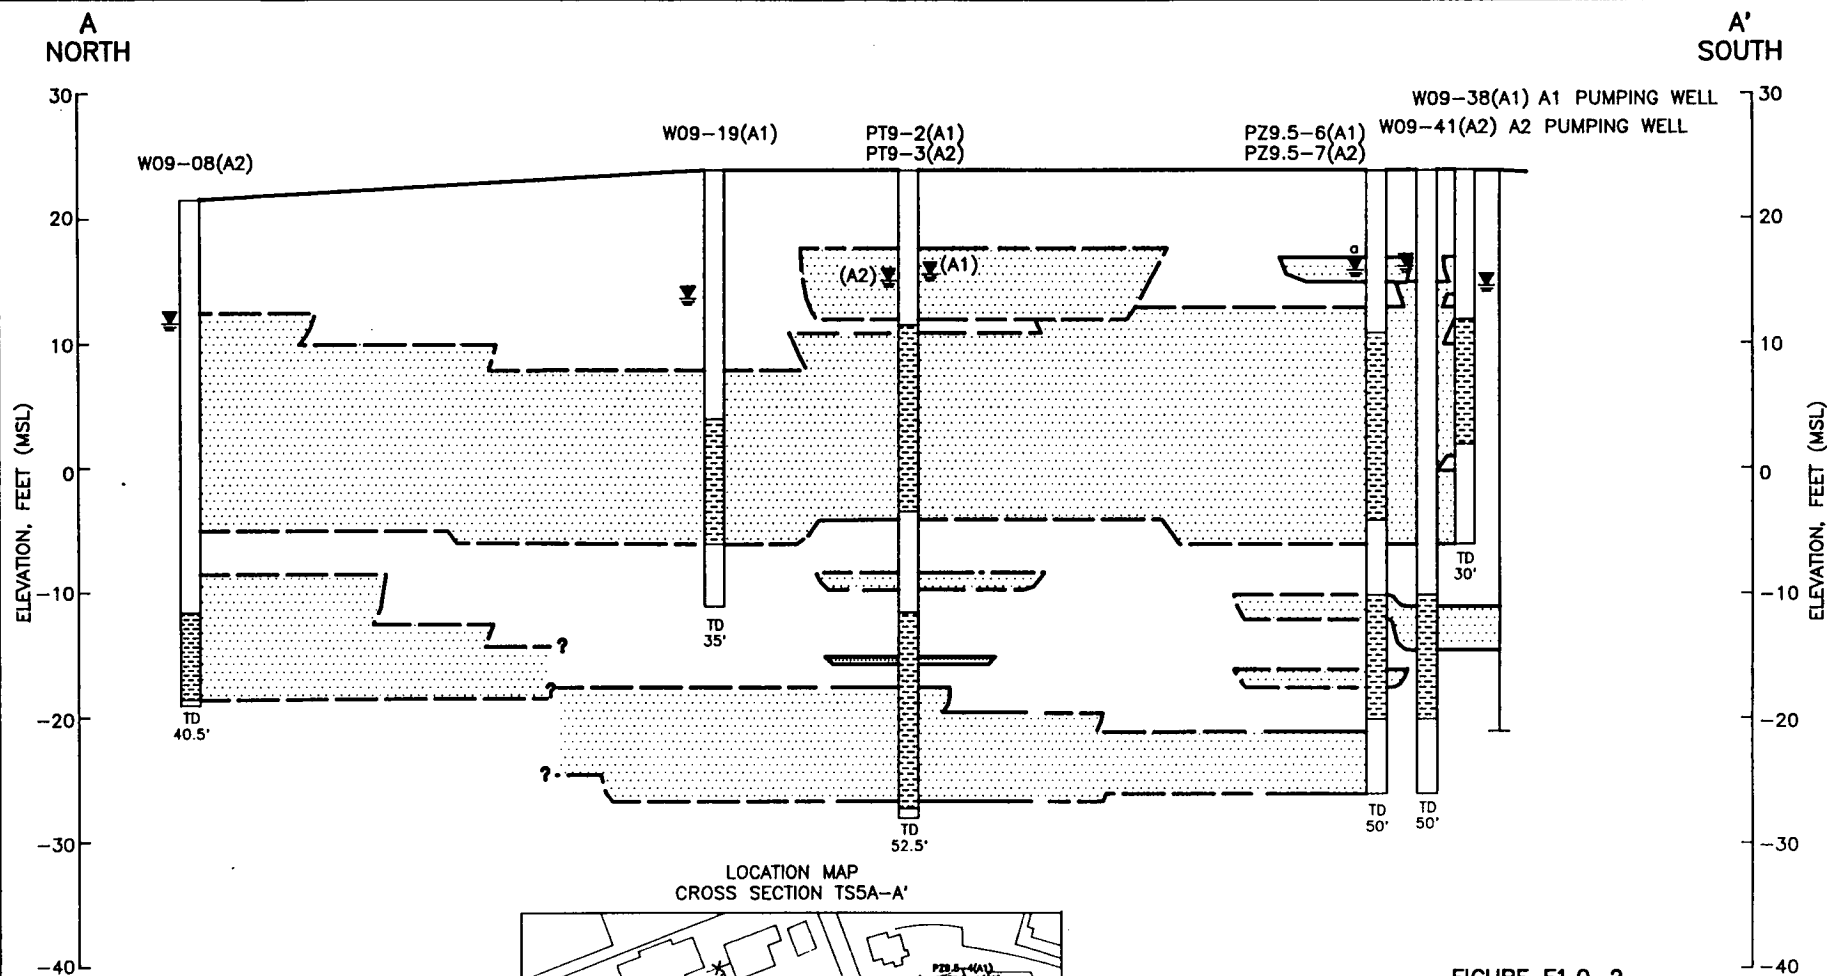 A
NORTH
A'
SOUTH
W09-38(A1) A1 PUMPING WELL
W09-41(A2) A2 PUMPING WELL
W09-08(A2)
W09-19(A1)
PT9-2(A1)
PT9-3(A2)
PZ9.5-6(A1)
PZ9.5-7(A2)
30
20
10
0
-10
-20
-30
-40
ELEVATION, FEET (MSL)
30
20
10
0
-10
-20
-30
-40
ELEVATION, FEET (MSL)
(A2)
(A1)
a
?
?
?
TD
40.5'
TD
35'
TD
52.5'
TD
50'
TD
50'
TD
30'
LOCATION MAP
CROSS SECTION TS5A-A'
PZ9.5-4(A1)